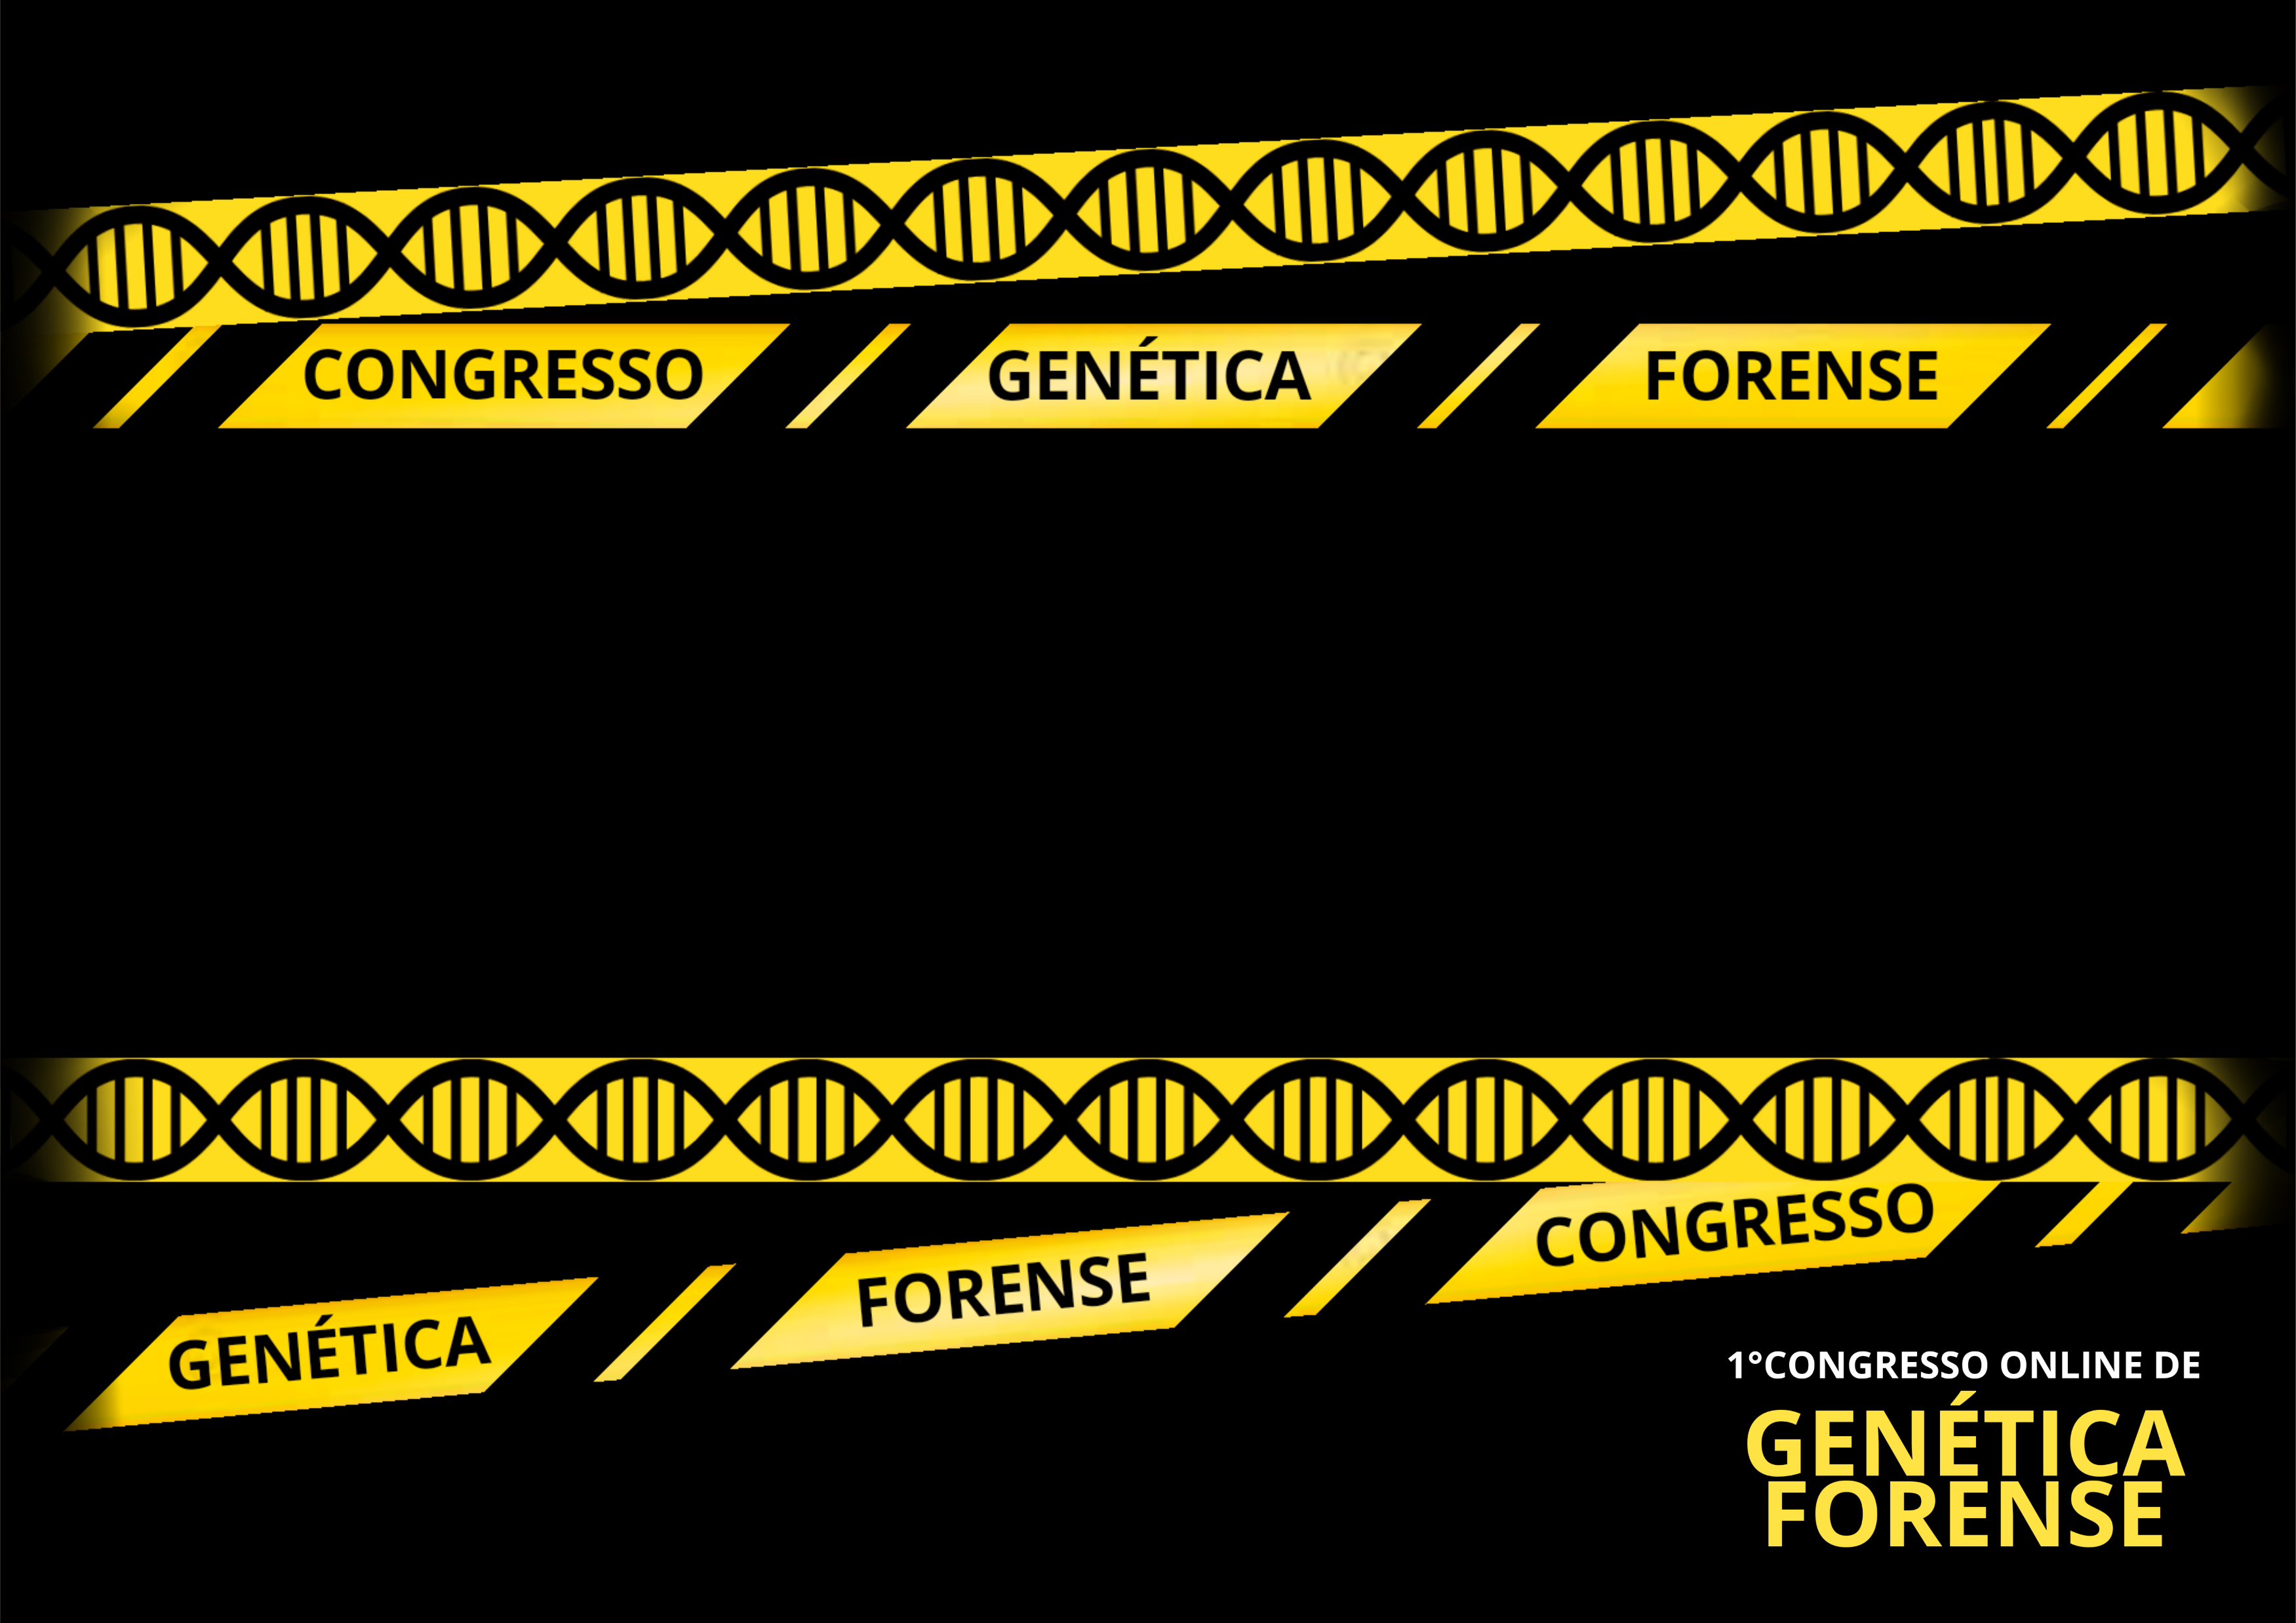 CONGRESSO GENÉTICA FORENSE
GENÉTICA FORENSE CONGRESSO
1°CONGRESSO ONLINE DE
GENÉTICA
FORENSE